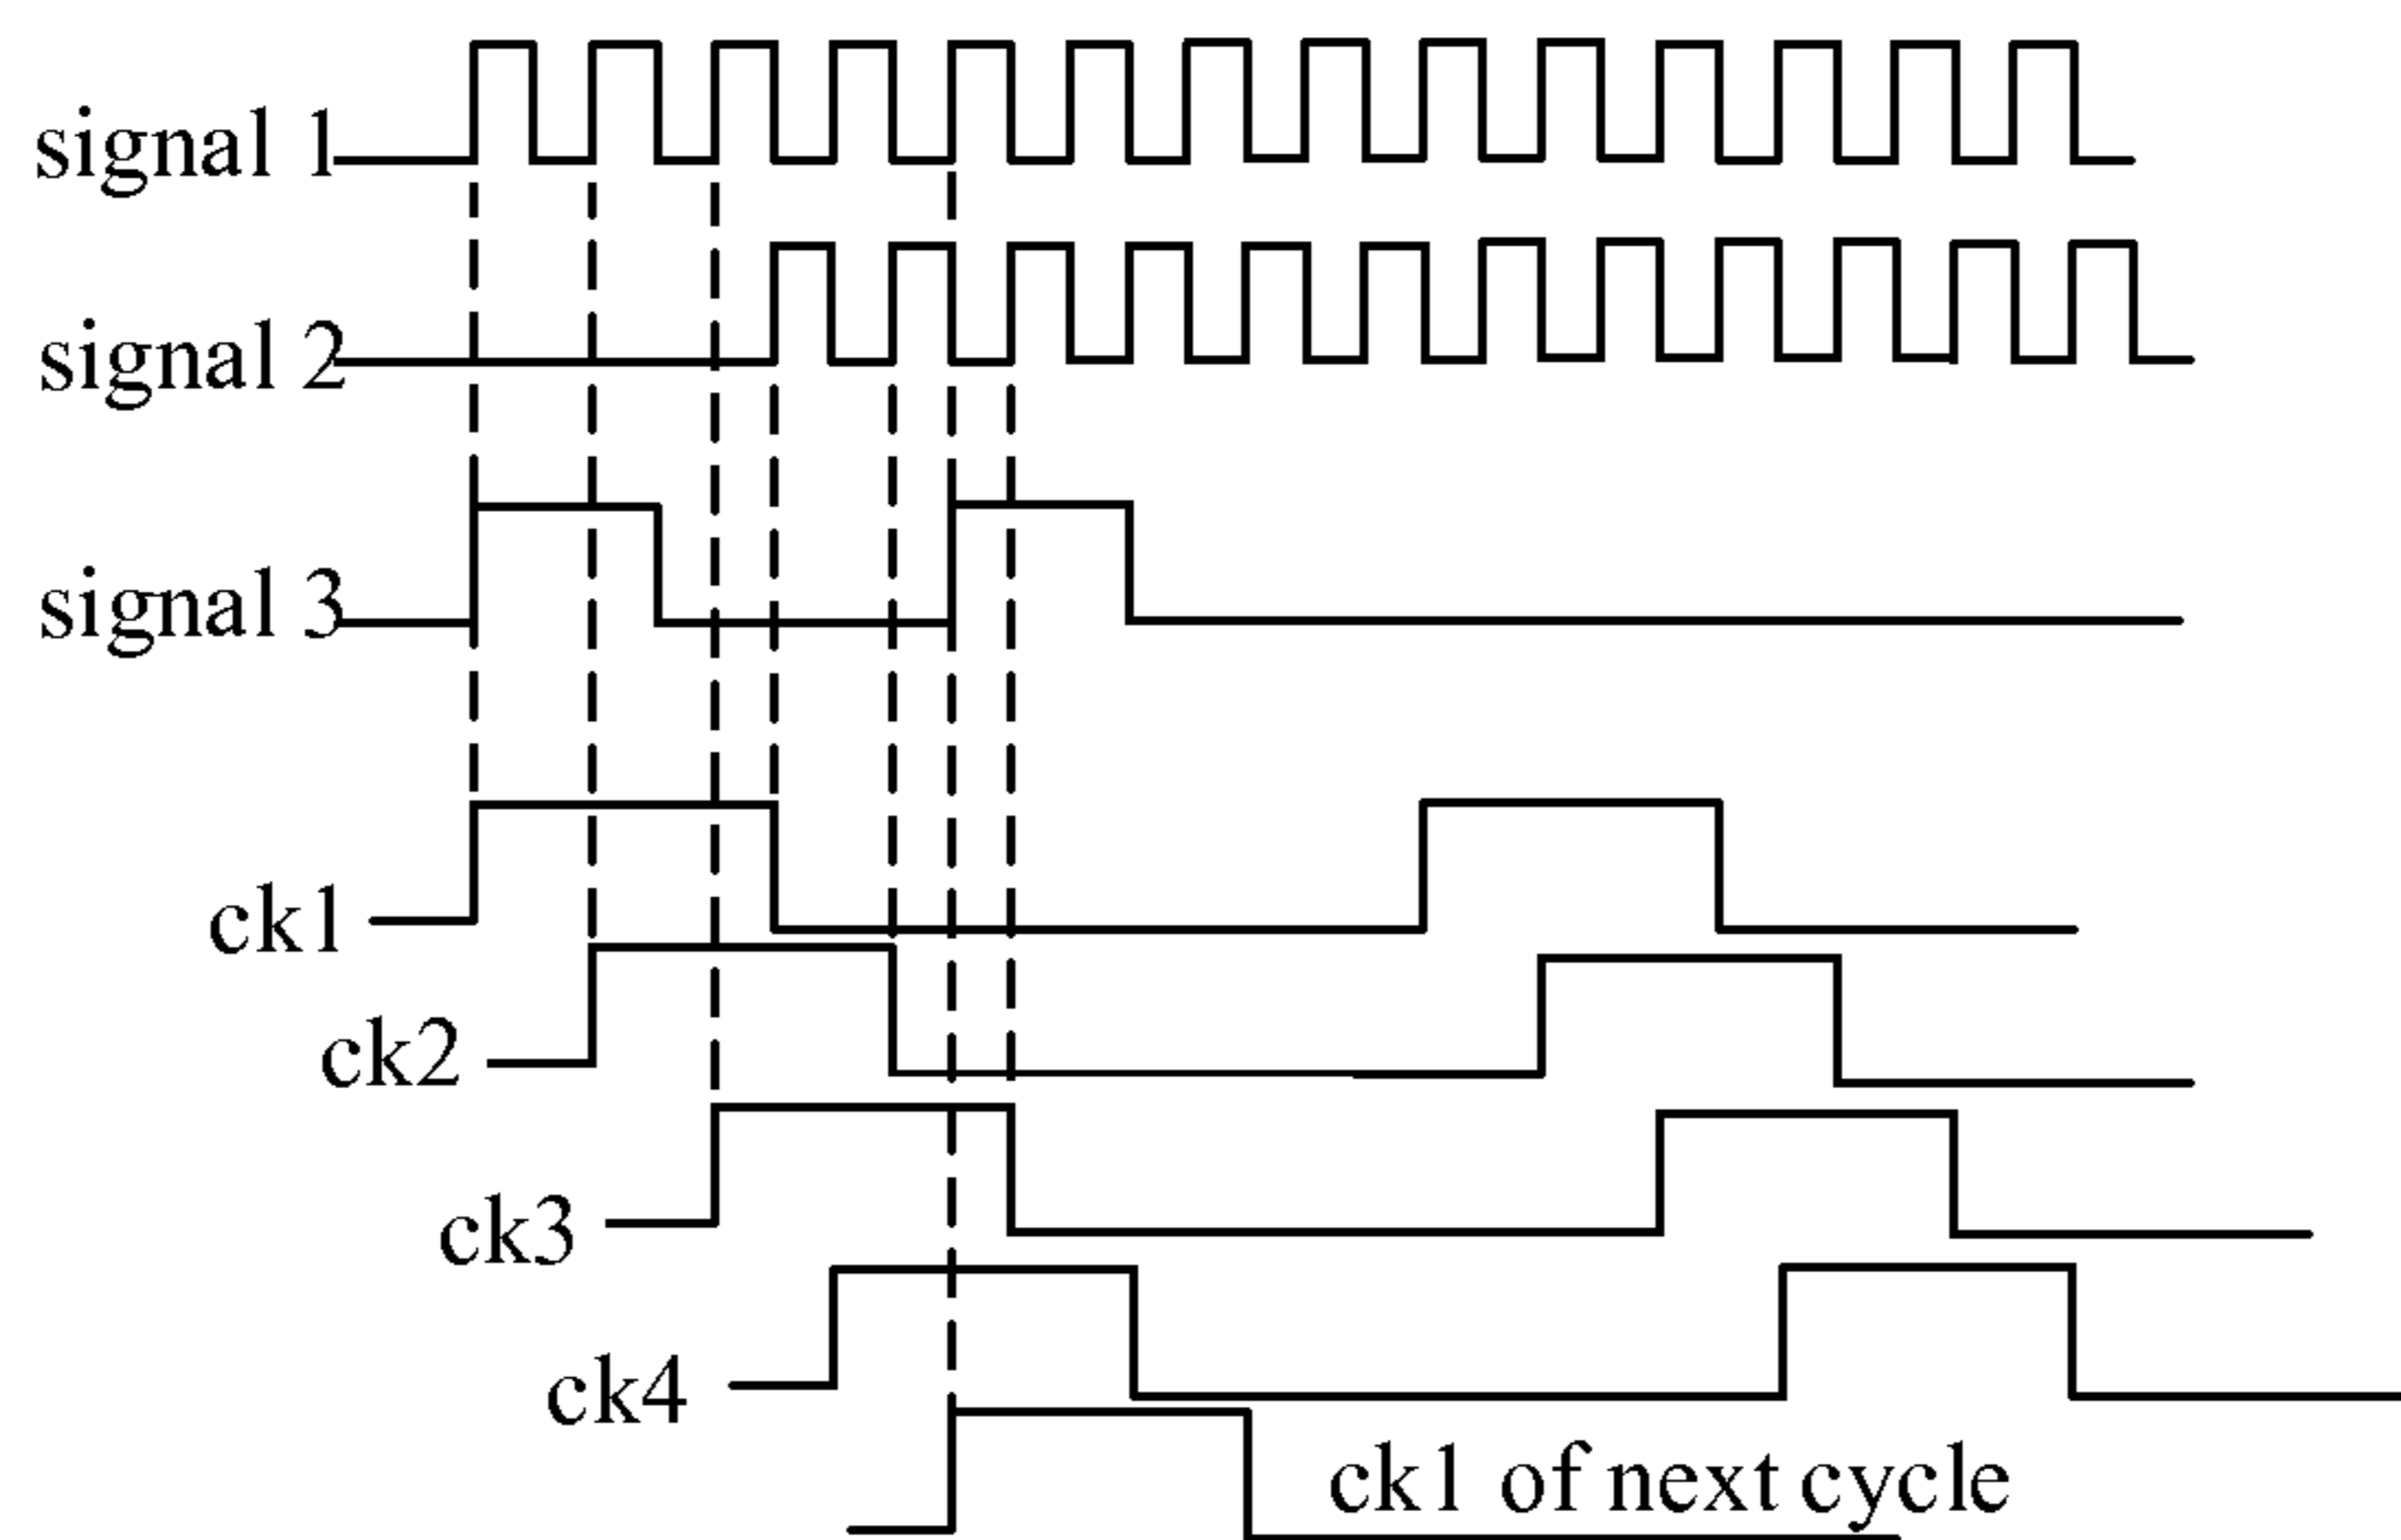 signal 1
signal 2
signal 3
ck1
ck2
ck3
ck4
ck1 of next cycle